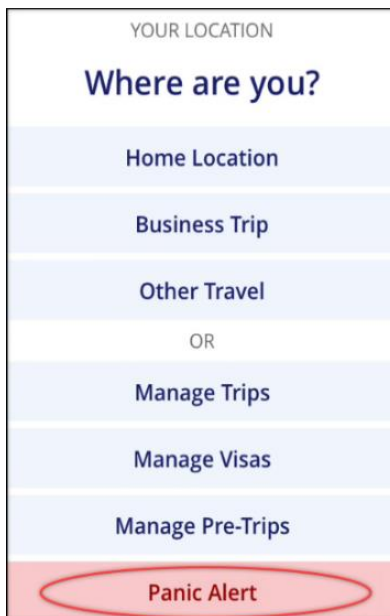 YOUR LOCATION
Where are you?
Home Location
Business Trip
Other Travel
OR
Manage Trips
Manage Visas
Manage Pre-Trips
Panic Alert